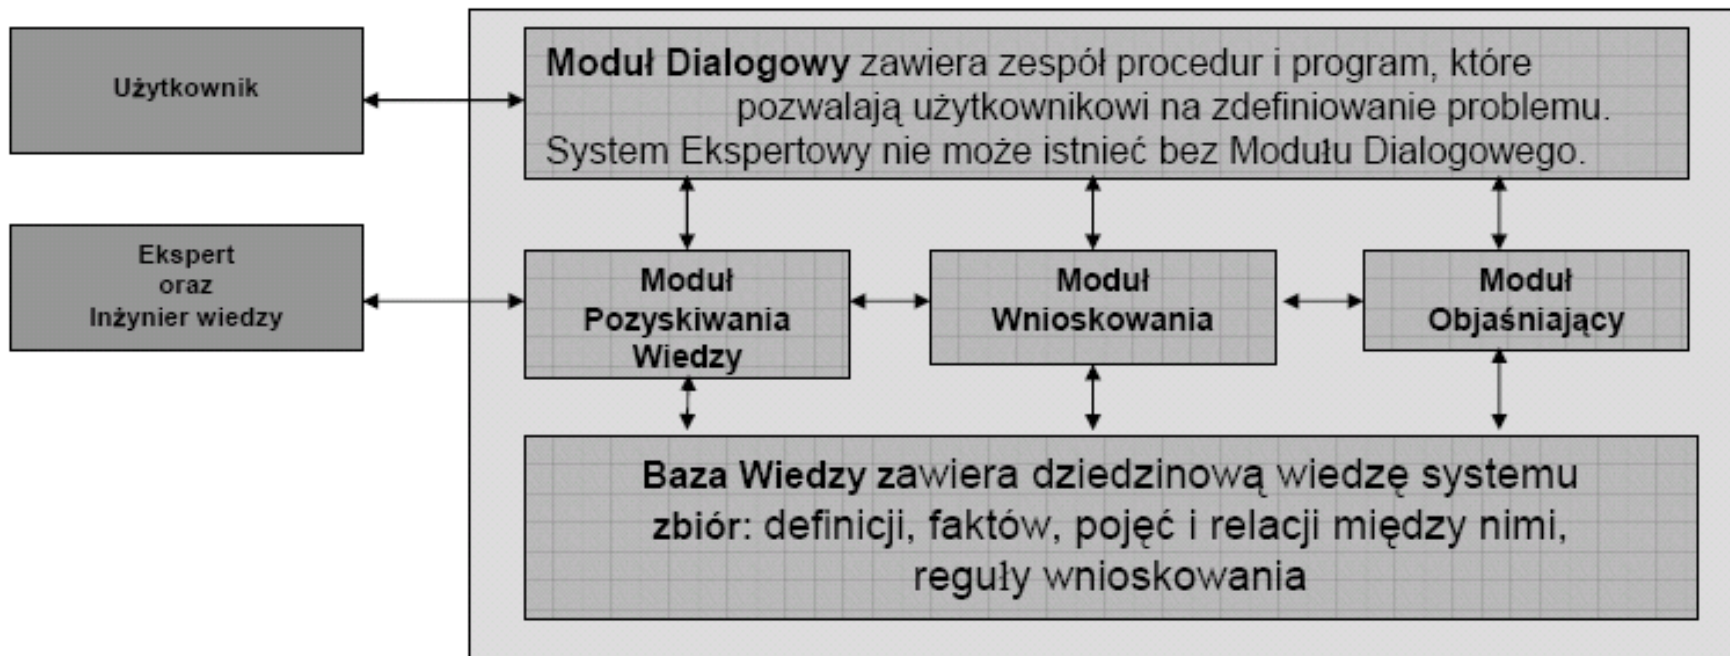 Użytkownik
Moduł Dialogowy zawiera zespół procedur i program, które
pozwalają użytkownikowi na zdefiniowanie problemu.
System Ekspertowy nie może istnieć bez Modułu Dialogowego.
Ekspert
oraz
Inżynier wiedzy
Moduł
Pozyskiwania
Wiedzy
Moduł
Wnioskowania
Moduł
Objaśniający
Baza Wiedzy zawiera dziedzinową wiedzę systemu
zbiór: definicji, faktów, pojęć i relacji między nimi,
reguły wnioskowania